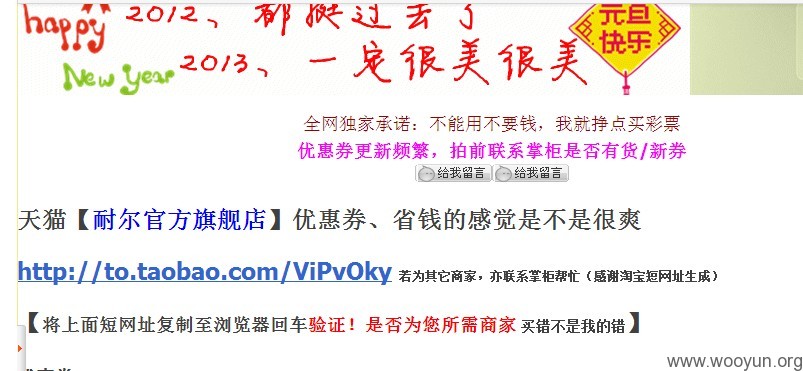 happy 2012、都挺过去了
New Year 2013、一定很美很美
元旦
快乐
全网独家承诺：不能用不要钱，我就挣点买彩票
优惠券更新频繁，拍前联系掌柜是否有货/新券
给我留言 给我留言
天猫【耐尔官方旗舰店】优惠券、省钱的感觉是不是很爽
http://to.taobao.com/ViPvOky 若为其它商家，亦联系掌柜帮忙（感谢淘宝短网址生成）
【将上面短网址复制至浏览器回车验证！是否为您所需商家 买错不是我的错】
www.wooyun.org